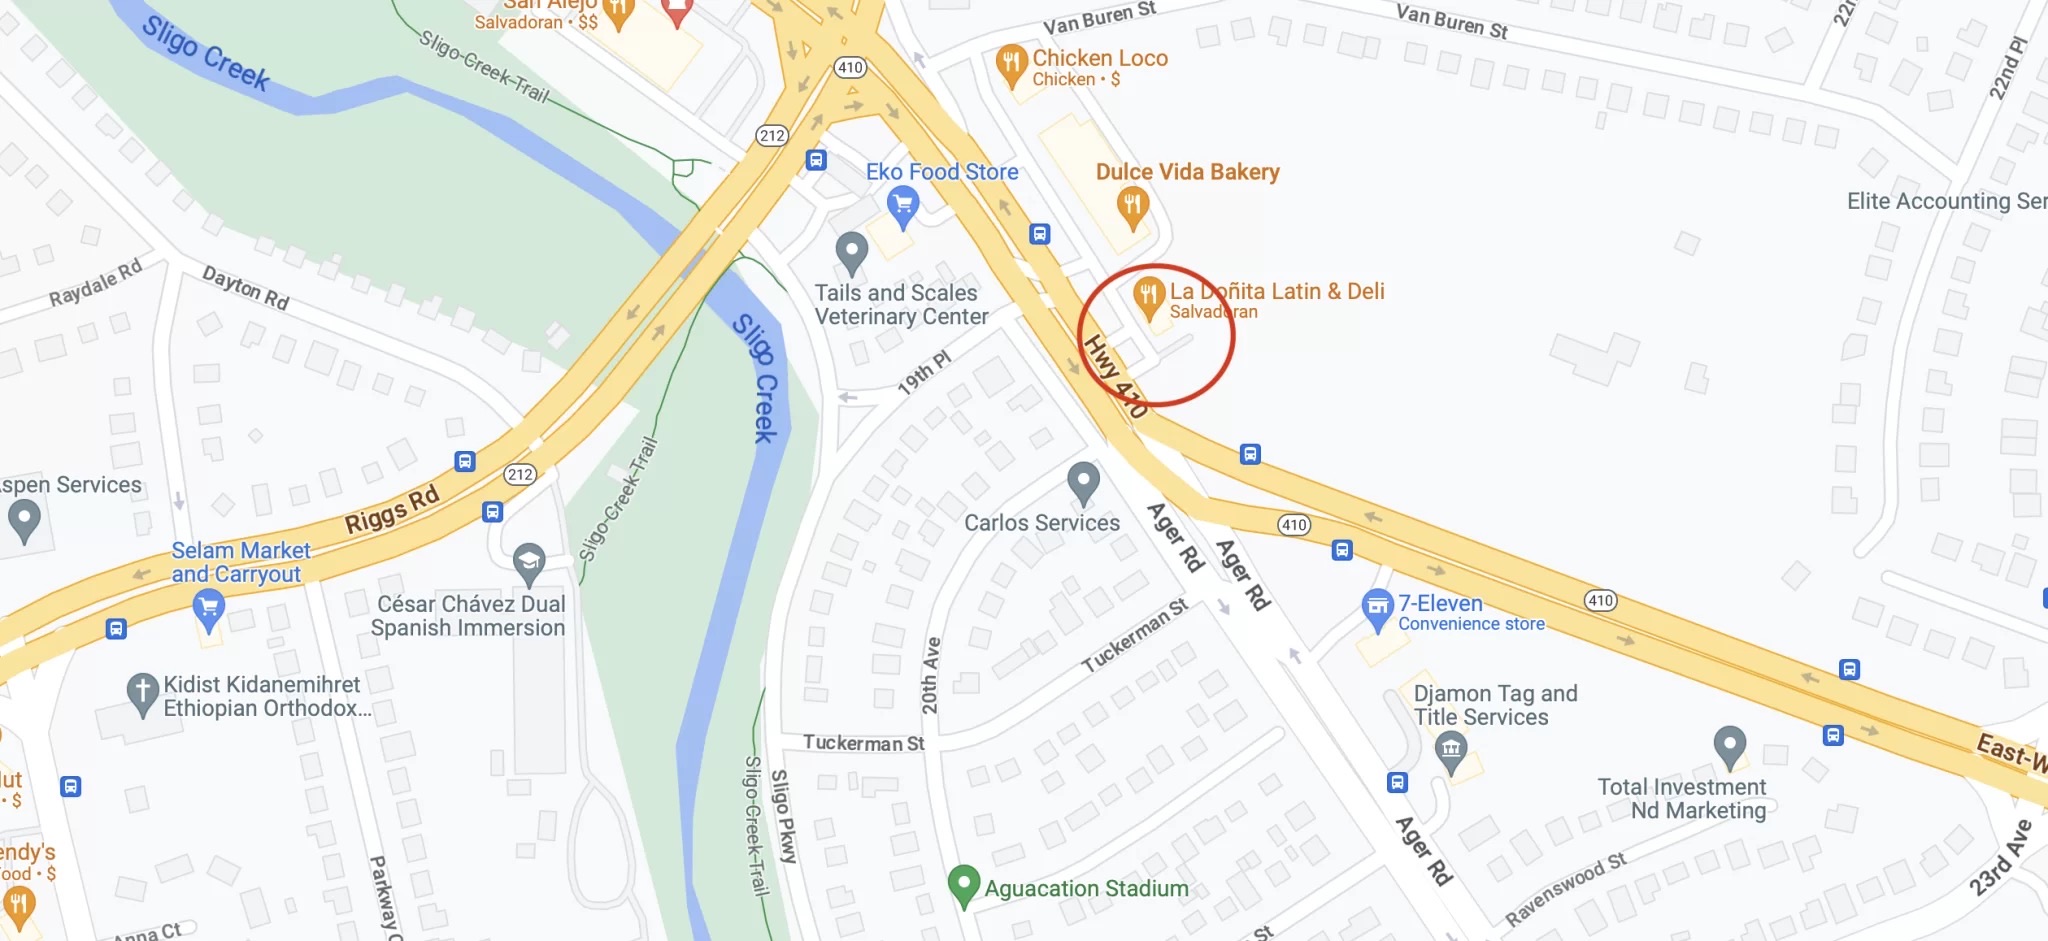 San Alejo
Salvadoran • $$
Sligo Creek
Sligo-Creek-Trail
410
Van Buren St
Van Buren St
22nd Pl
Chicken Loco
Chicken • $
212
Eko Food Store
Dulce Vida Bakery
Elite Accounting Ser
Raydale Rd
Dayton Rd
Tails and Scales
Veterinary Center
La Doñita Latin & Deli
Salvadoran
Sligo Creek
19th Pl
Hwy 410
Sligo-Creek-Trail
212
Riggs Rd
spen Services
Carlos Services
Ager Rd
Ager Rd
410
410
Selam Market
and Carryout
César Chávez Dual
Spanish Immersion
7-Eleven
Convenience store
Tuckerman St
20th Ave
Kidist Kidanemihret
Ethiopian Orthodox...
Djamon Tag and
Title Services
Tuckerman St
East-W
Sligo-Creek-Trail
Sligo Pkwy
Total Investment
Nd Marketing
• $
endy's
ood • $
Parkway
Ager Rd
Ravenswood St
23rd Ave
Aguacation Stadium
Anna Ct
St